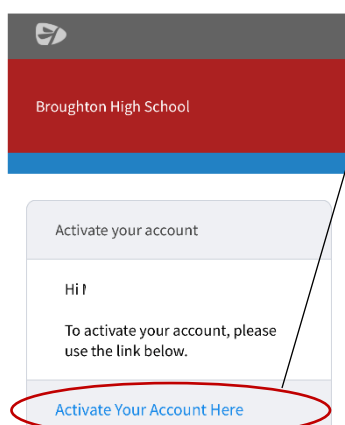 Broughton High School
Activate your account
Hi
To activate your account, please
use the link below.
Activate Your Account Here